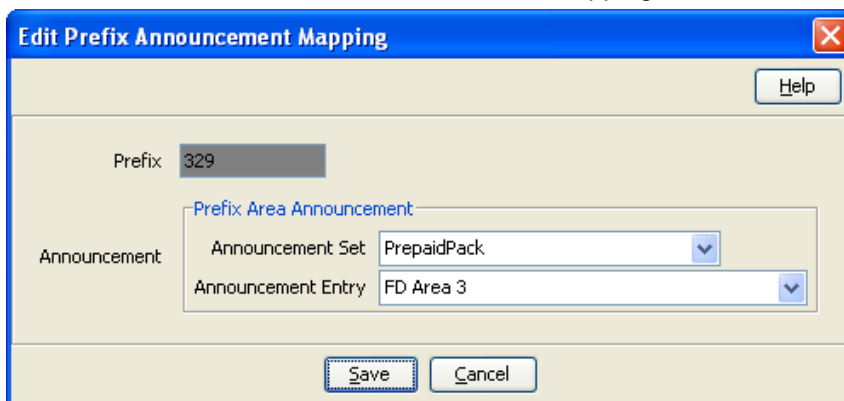 Edit Prefix Announcement Mapping
Help
Prefix 329
Prefix Area Announcement
Announcement
Announcement Set PrepaidPack
Announcement Entry FD Area 3
Save Cancel